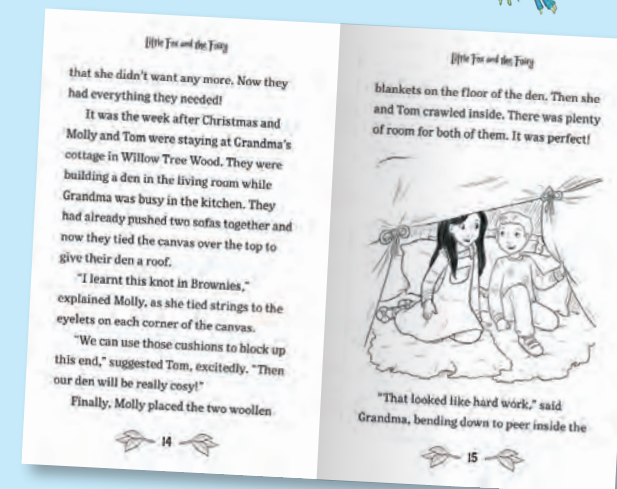 Little Fox and the Fairy
that she didn't want any more. Now they
had everything they needed!
It was the week after Christmas and
Molly and Tom were staying at Grandma's
cottage in Willow Tree Wood. They were
building a den in the living room while
Grandma was busy in the kitchen. They
had already pushed two sofas together and
now they tied the canvas over the top to
give their den a roof.
"I learnt this knot in Brownies,"
explained Molly, as she tied strings to the
eyelets on each corner of the canvas.
"We can use those cushions to block up
this end," suggested Tom, excitedly. "Then
our den will be really cosy!"
Finally, Molly placed the two woollen
14
Little Fox and the Fairy
blankets on the floor of the den. Then she
and Tom crawled inside. There was plenty
of room for both of them. It was perfect!
"That looked like hard work," said
Grandma, bending down to peer inside the
15